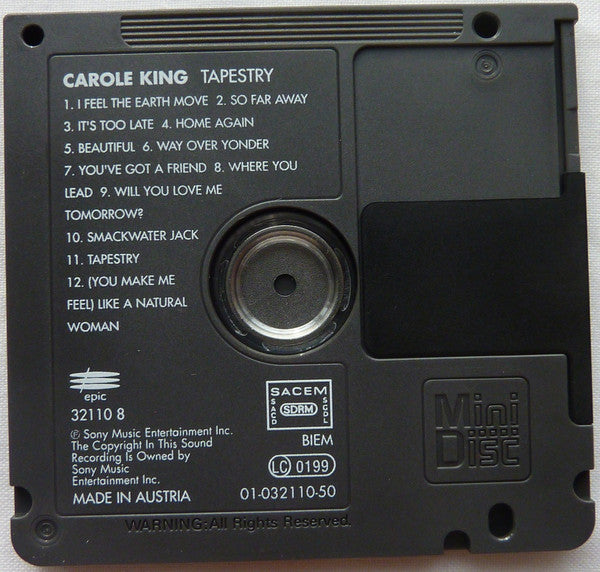 CAROLE KING TAPESTRY
1. I FEEL THE EARTH MOVE 2. SO FAR AWAY
3. IT'S TOO LATE 4. HOME AGAIN
5. BEAUTIFUL 6. WAY OVER YONDER
7. YOU'VE GOT A FRIEND 8. WHERE YOU
LEAD 9. WILL YOU LOVE ME
TOMORROW?
10. SMACKWATER JACK
11. TAPESTRY
12. (YOU MAKE ME
FEEL) LIKE A NATURAL
WOMAN
epic
32110 8
℗ Sony Music Entertainment Inc.
The Copyright In This Sound
Recording Is Owned by
Sony Music
Entertainment Inc.
MADE IN AUSTRIA
SACEM
SACD
SDRM
SGDL
BIEM
LC 0199
01-032110-50
Mini
Disc
WARNING:All Rights Reserved.